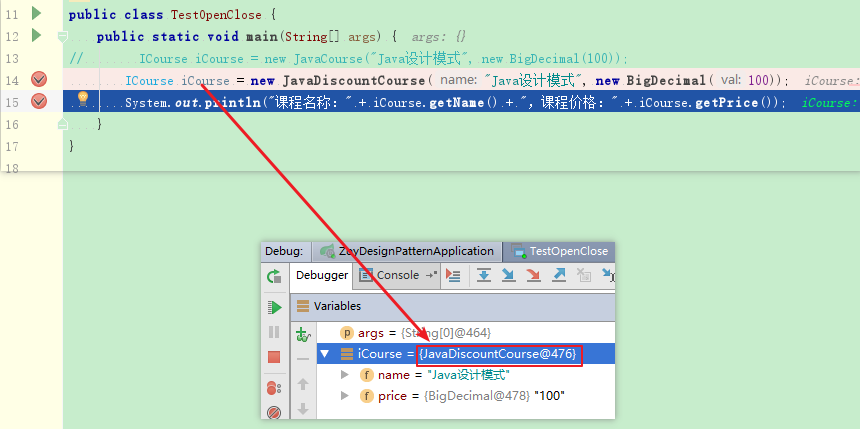 11 public class TestOpenClose {
12 public static void main(String[] args) { args: {}
13 // ICourse iCourse = new JavaCourse("Java设计模式", new BigDecimal(100));
14 ICourse iCourse = new JavaDiscountCourse( name: "Java设计模式", new BigDecimal( val: 100)); iCourse:
15 System.out.println("课程名称：" + iCourse.getName() + "，课程价格：" + iCourse.getPrice()); iCourse:
16 }
17 }
18
Debug: ZoyDesignPatternApplication TestOpenClose
Debugger Console
Variables
p args = {String[0]@464}
iCourse = {JavaDiscountCourse@476}
f name = "Java设计模式"
f price = {BigDecimal@478} "100"